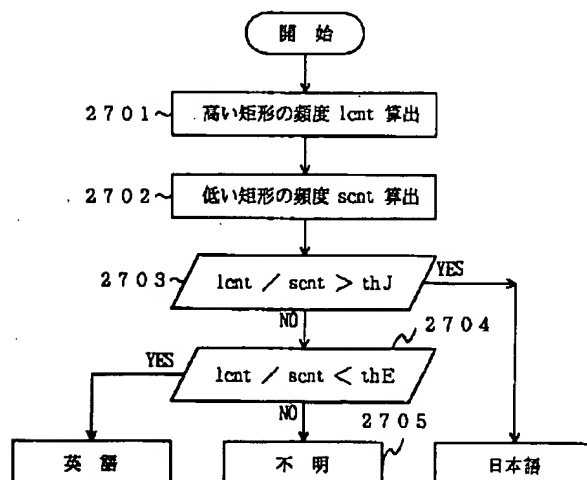 開 始
2701 高い矩形の頻度 lcnt 算出
2702 低い矩形の頻度 scnt 算出
2703 lcnt / scnt > thJ YES
NO 2704
YES lcnt / scnt < thE
NO 2705
英 語 不 明 日本語